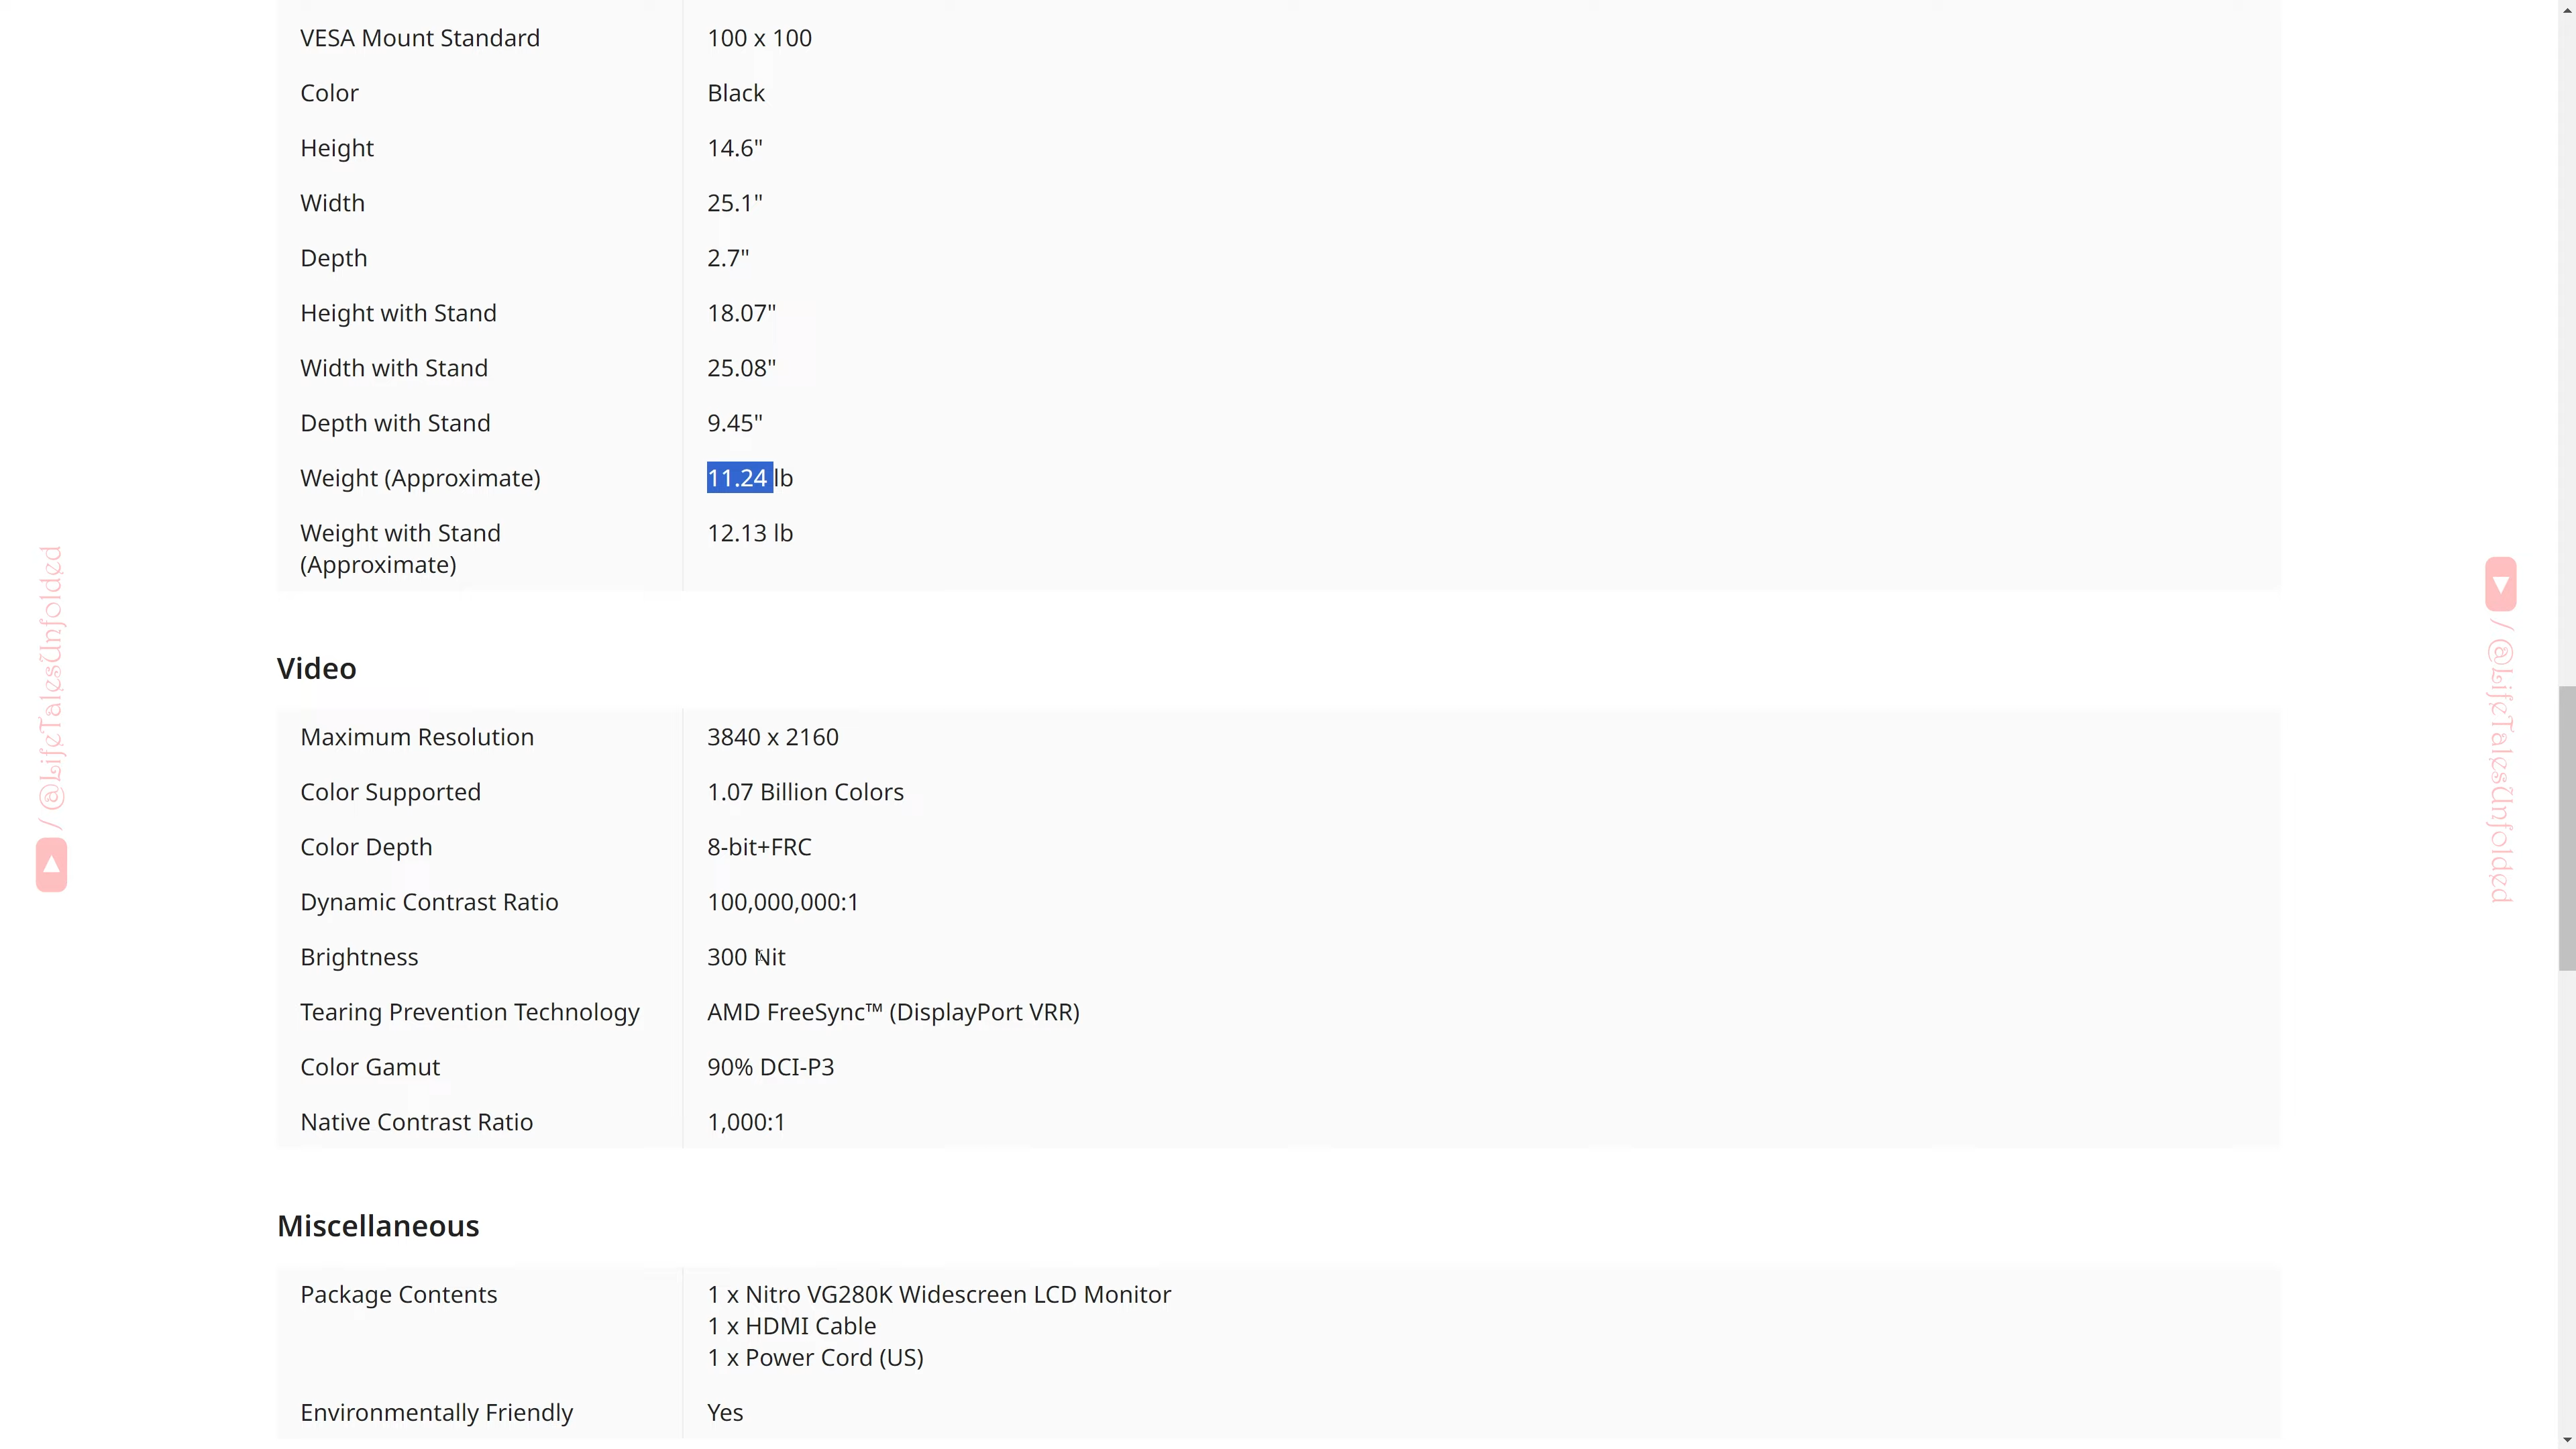 VESA Mount Standard 100 x 100
Color Black
Height 14.6"
Width 25.1"
Depth 2.7"
Height with Stand 18.07"
Width with Stand 25.08"
Depth with Stand 9.45"
Weight (Approximate) 11.24 lb
Weight with Stand 12.13 lb
(Approximate)
Video
Maximum Resolution 3840 x 2160
Color Supported 1.07 Billion Colors
Color Depth 8-bit+FRC
Dynamic Contrast Ratio 100,000,000:1
Brightness 300 Nit
Tearing Prevention Technology AMD FreeSync™ (DisplayPort VRR)
Color Gamut 90% DCI-P3
Native Contrast Ratio 1,000:1
Miscellaneous
Package Contents 1 x Nitro VG280K Widescreen LCD Monitor
1 x HDMI Cable
1 x Power Cord (US)
Environmentally Friendly Yes
/ @LifeTalesUnfolded
/ @LifeTalesUnfolded